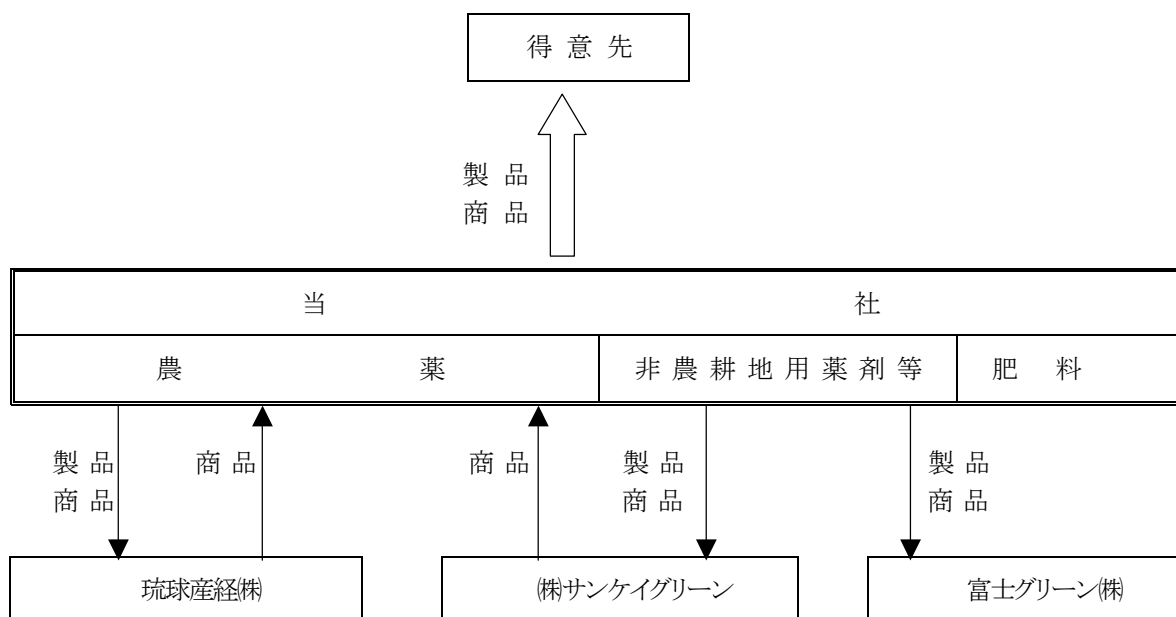 得意先
製品
商品
当社
農薬 非農耕地用薬剤等 肥料
製品 商品 商品 製品 製品
商品 商品 商品
琉球産経㈱ ㈱サンケイグリーン 富士グリーン㈱